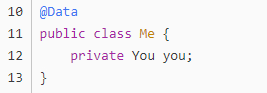 10 @Data
11 public class Me {
12     private You you;
13 }